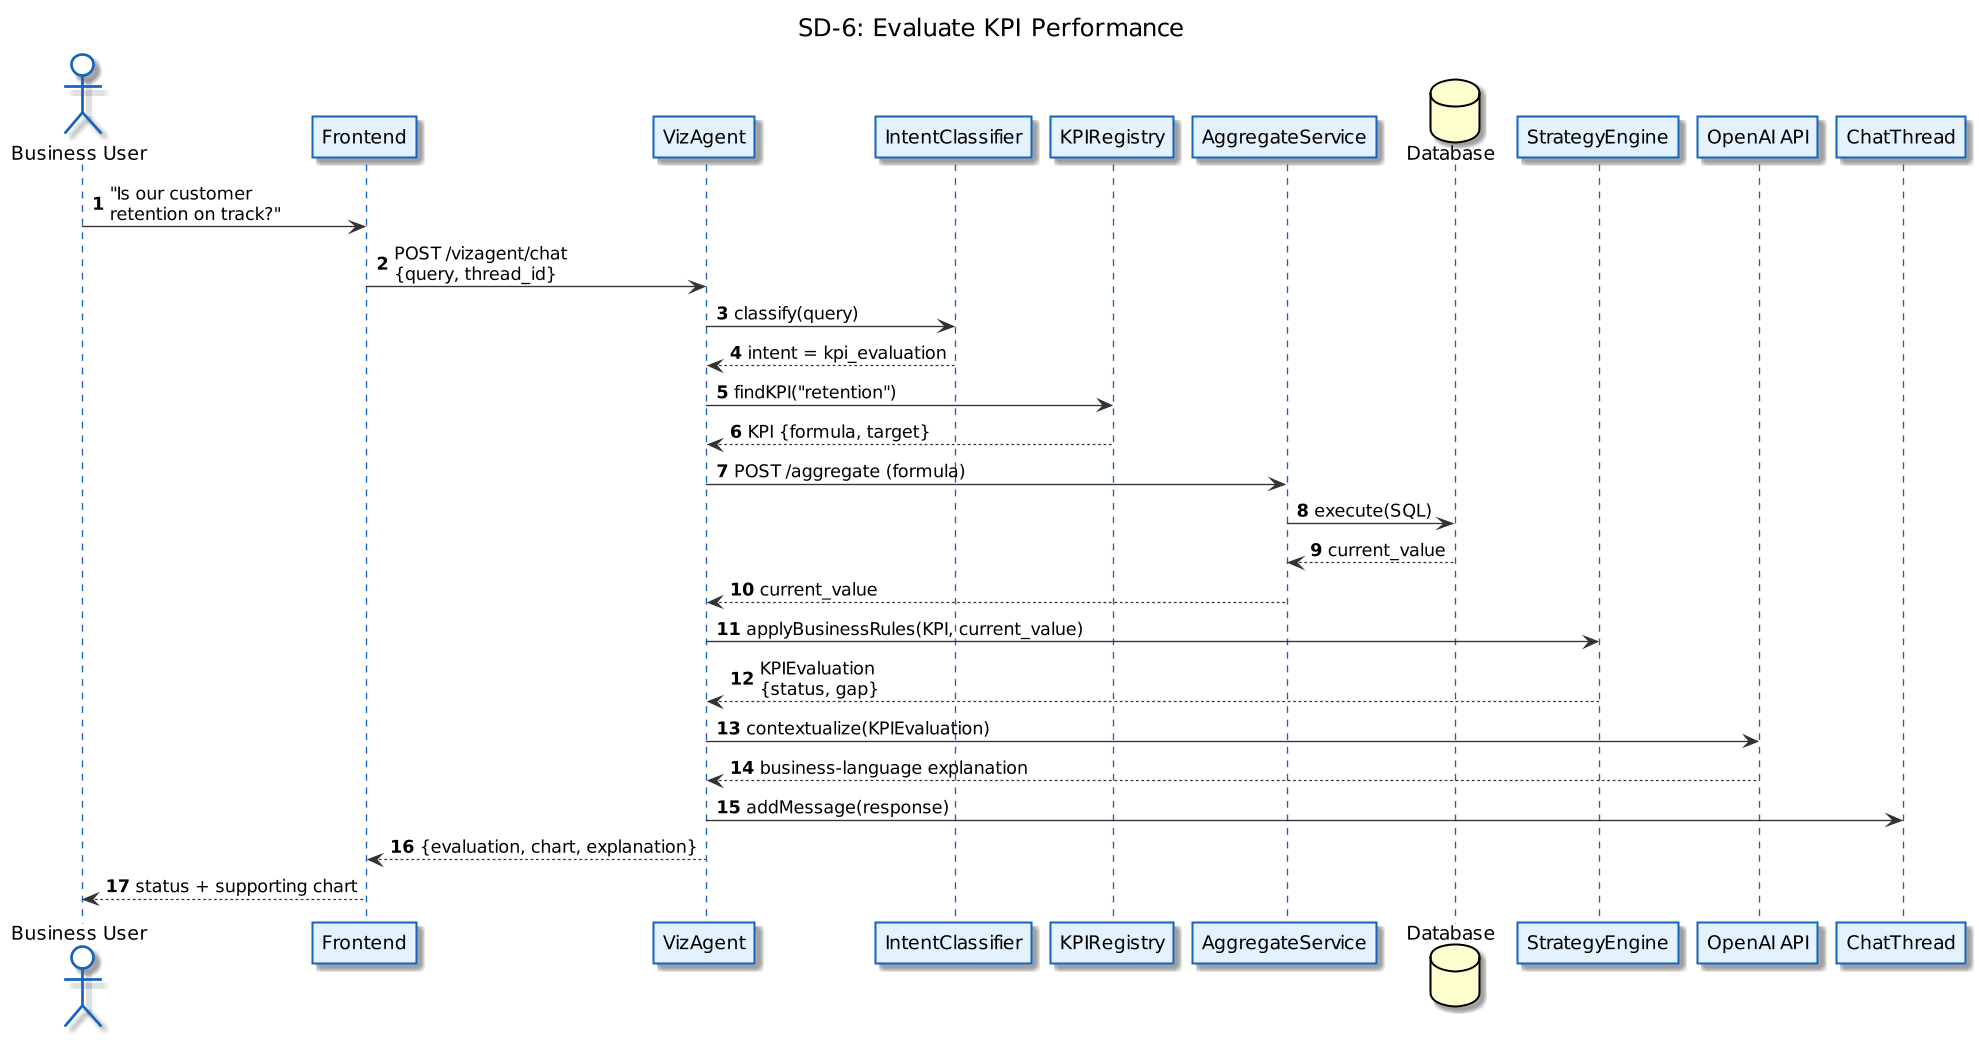 SD-6: Evaluate KPI Performance
Business User
Frontend
VizAgent
IntentClassifier
KPIRegistry
AggregateService
Database
StrategyEngine
OpenAI API
ChatThread
1 "Is our customer
retention on track?"
2 POST /vizagent/chat
{query, thread_id}
3 classify(query)
4 intent = kpi_evaluation
5 findKPI("retention")
6 KPI {formula, target}
7 POST /aggregate (formula)
8 execute(SQL)
9 current_value
10 current_value
11 applyBusinessRules(KPI, current_value)
12 KPIEvaluation
{status, gap}
13 contextualize(KPIEvaluation)
14 business-language explanation
15 addMessage(response)
16 {evaluation, chart, explanation}
17 status + supporting chart
Business User
Frontend
VizAgent
IntentClassifier
KPIRegistry
AggregateService
Database
StrategyEngine
OpenAI API
ChatThread